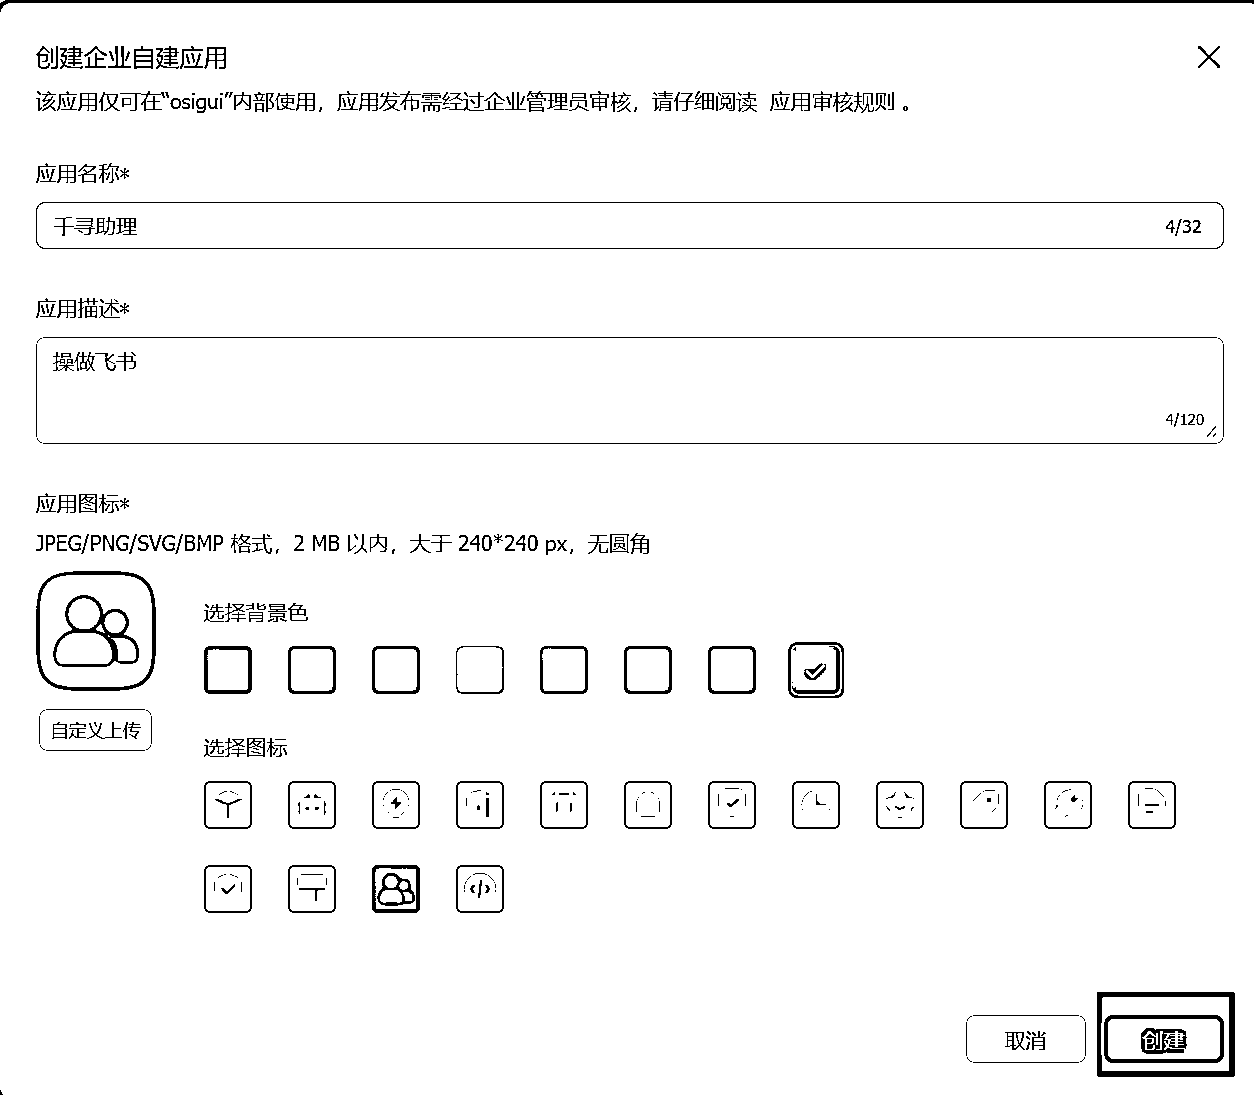 创建企业自建应用
该应用仅可在“osigui”内部使用，应用发布需经过企业管理员审核，请仔细阅读 应用审核规则 。
应用名称*
千寻助理
4/32
应用描述*
操做飞书
4/120
应用图标*
JPEG/PNG/SVG/BMP 格式，2 MB 以内，大于 240*240 px，无圆角
选择背景色
自定义上传
选择图标
取消
创建